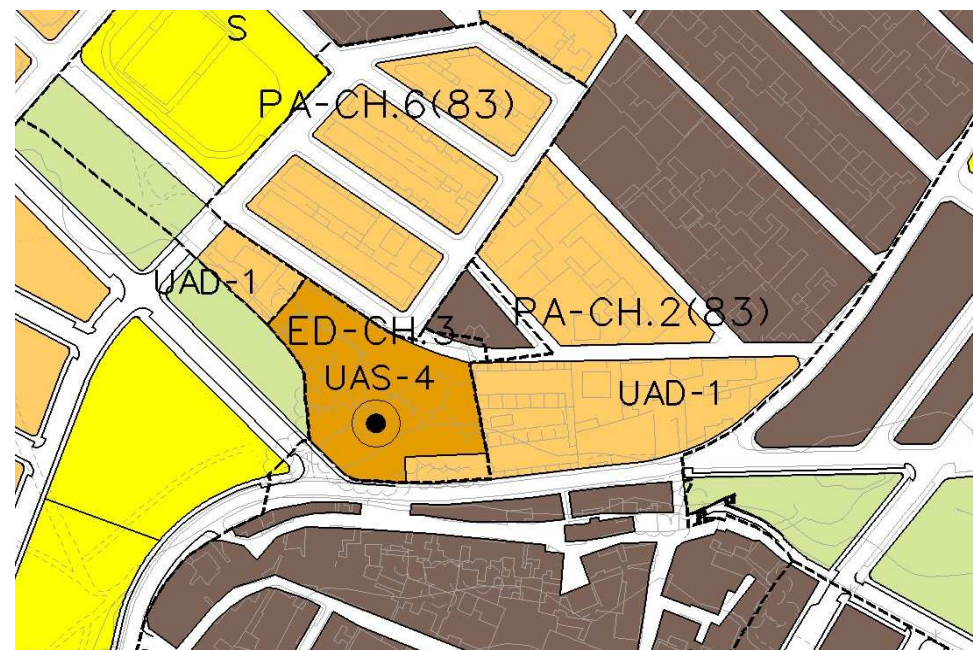 S
PA-CH.6(83)
UAD-1
ED-CH.3
PA-CH.2(83)
UAS-4
UAD-1